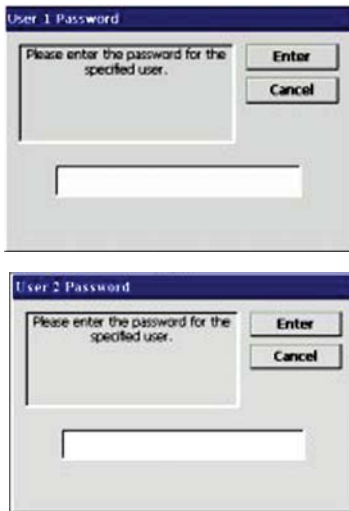 User 1 Password
Please enter the password for the
specified user.
Enter
Cancel
User 2 Password
Please enter the password for the
specified user.
Enter
Cancel